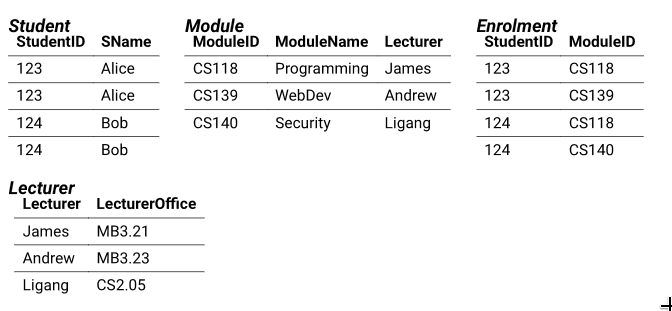 Student Module Enrolment
StudentID SName ModuleID ModuleName Lecturer StudentID ModuleID
123 Alice CS118 Programming James 123 CS118
123 Alice CS139 WebDev Andrew 123 CS139
124 Bob CS140 Security Ligang 124 CS118
124 Bob 124 CS140
Lecturer
Lecturer LecturerOffice
James MB3.21
Andrew MB3.23
Ligang CS2.05